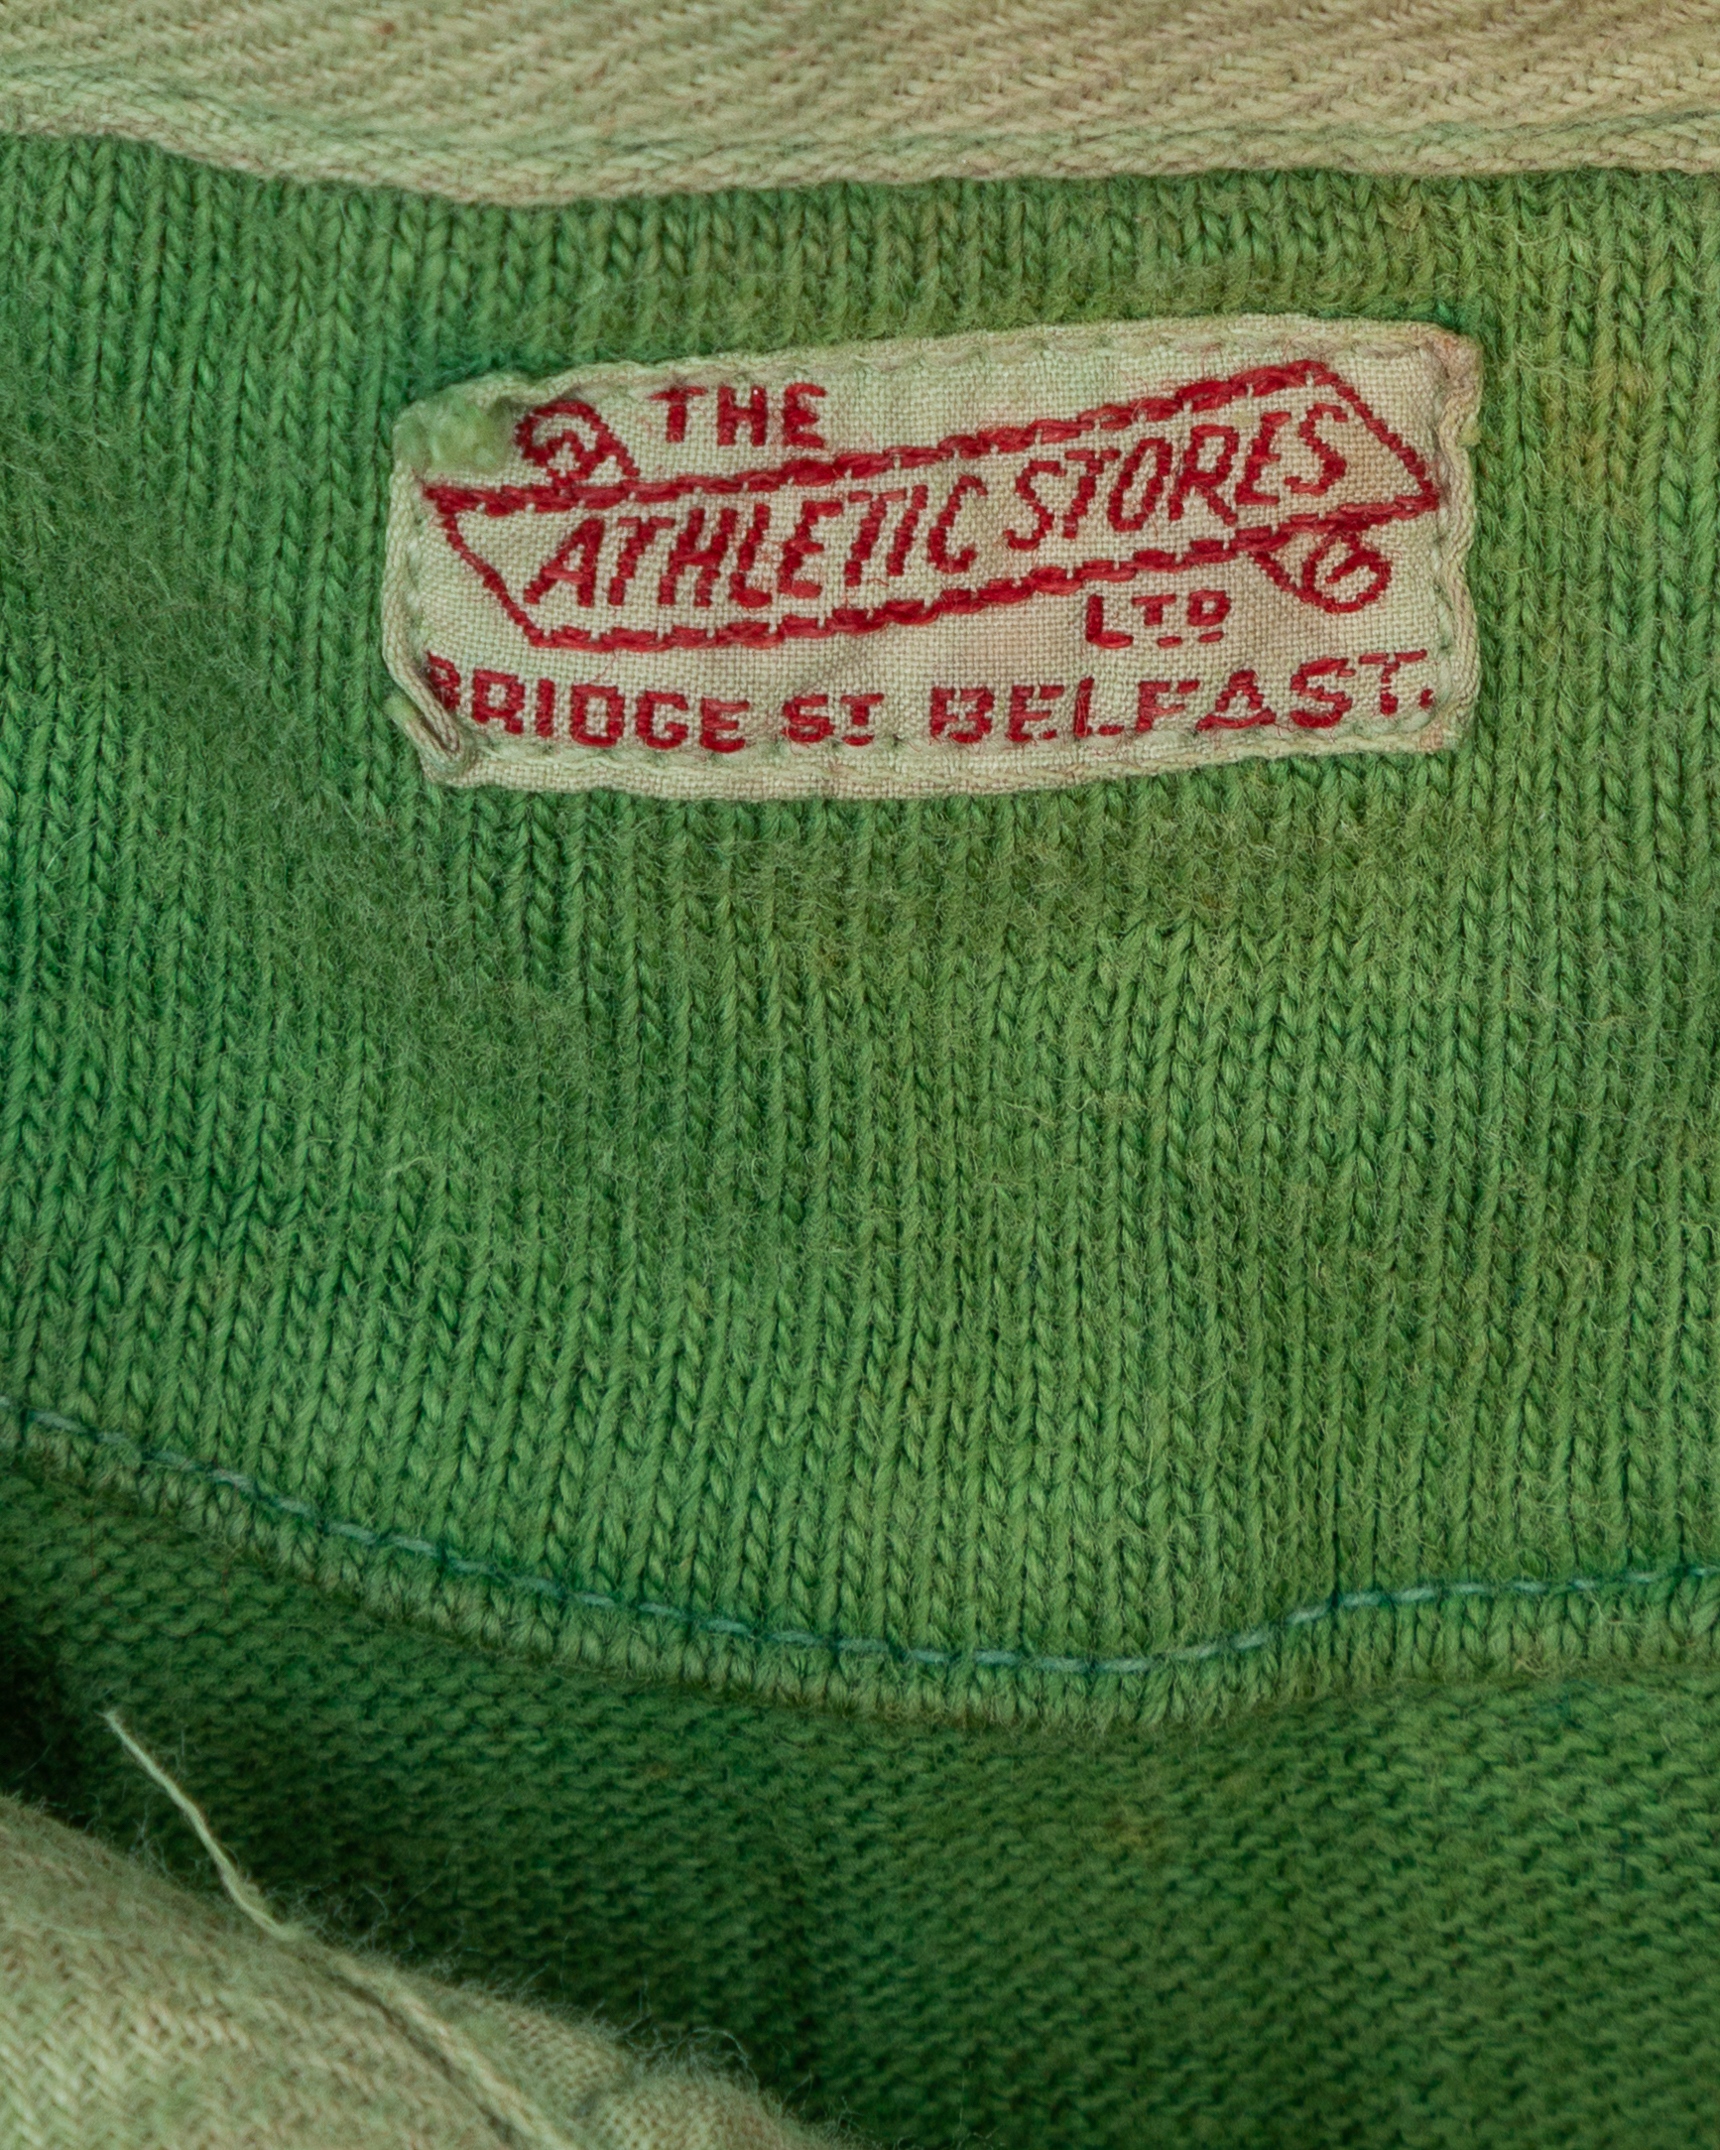 THE
ATHLETIC STORES
LTD
BRIDGE ST BELFAST.